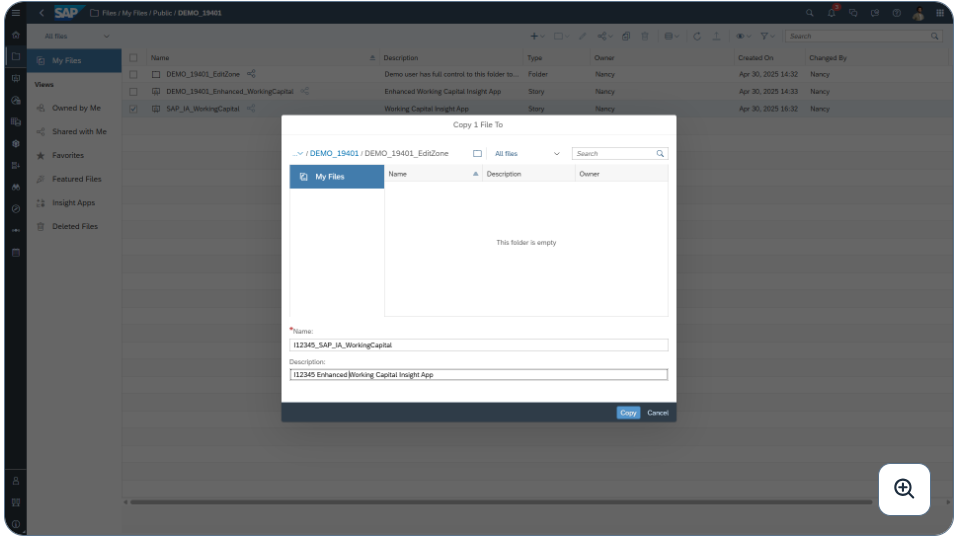 SAP Files / My Files / Public / DEMO_19401 2
All files Search
My Files
Views
Owned by Me
Shared with Me
Favorites
Featured Files
Insight Apps
Deleted Files
Name Description Type Owner Created On Changed By
DEMO_19401_EditZone Demo user has full control to this folder to... Folder Nancy Apr 30, 2025 14:32 Nancy
DEMO_19401_Enhanced_WorkingCapital Enhanced Working Capital Insight App Story Nancy Apr 30, 2025 14:33 Nancy
SAP_IA_WorkingCapital Working Capital Insight App Story Nancy Apr 30, 2025 16:32 Nancy
Copy 1 File To
... / DEMO_19401 / DEMO_19401_EditZone All files Search
My Files
Name Description Owner
This folder is empty
*Name:
I12345_SAP_IA_WorkingCapital
Description:
I12345 Enhanced Working Capital Insight App
Copy Cancel